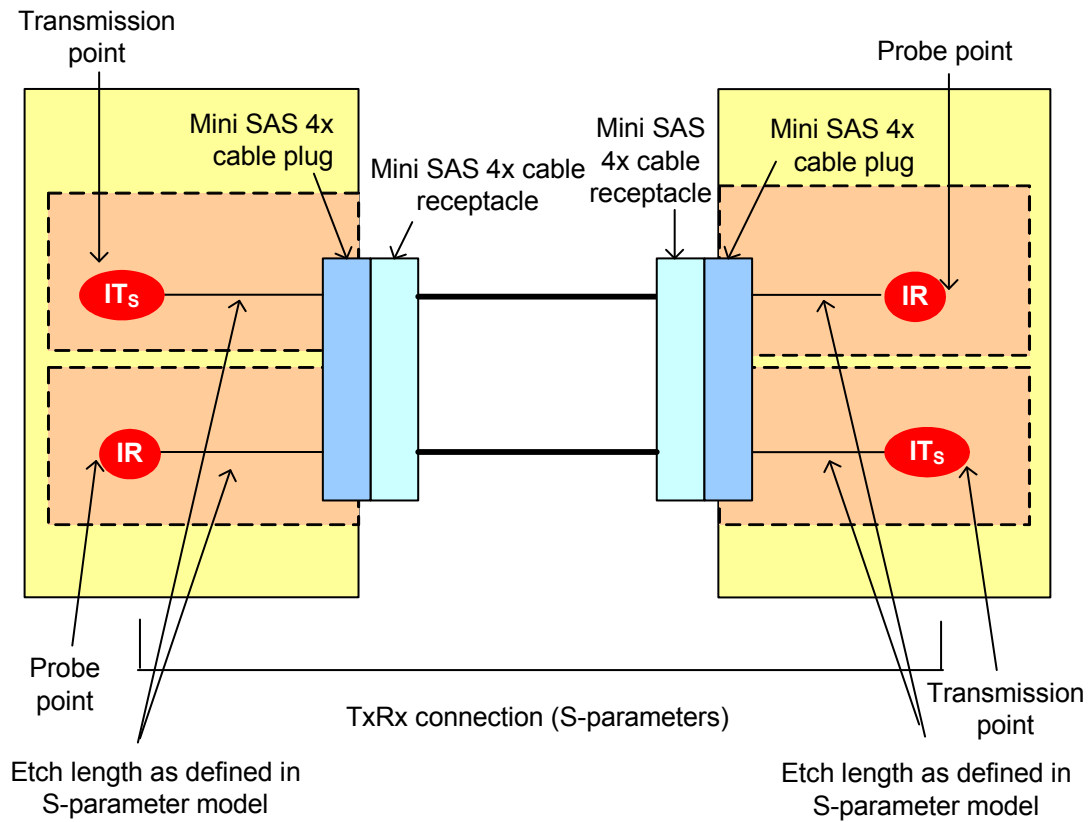 Transmission
point
Probe point
Mini SAS 4x
cable plug
Mini SAS 4x cable
receptacle
Mini SAS
4x cable
receptacle
Mini SAS 4x
cable plug
ITS
IR
IR
ITS
Probe
point
TxRx connection (S-parameters)
Transmission
point
Etch length as defined in
S-parameter model
Etch length as defined in
S-parameter model